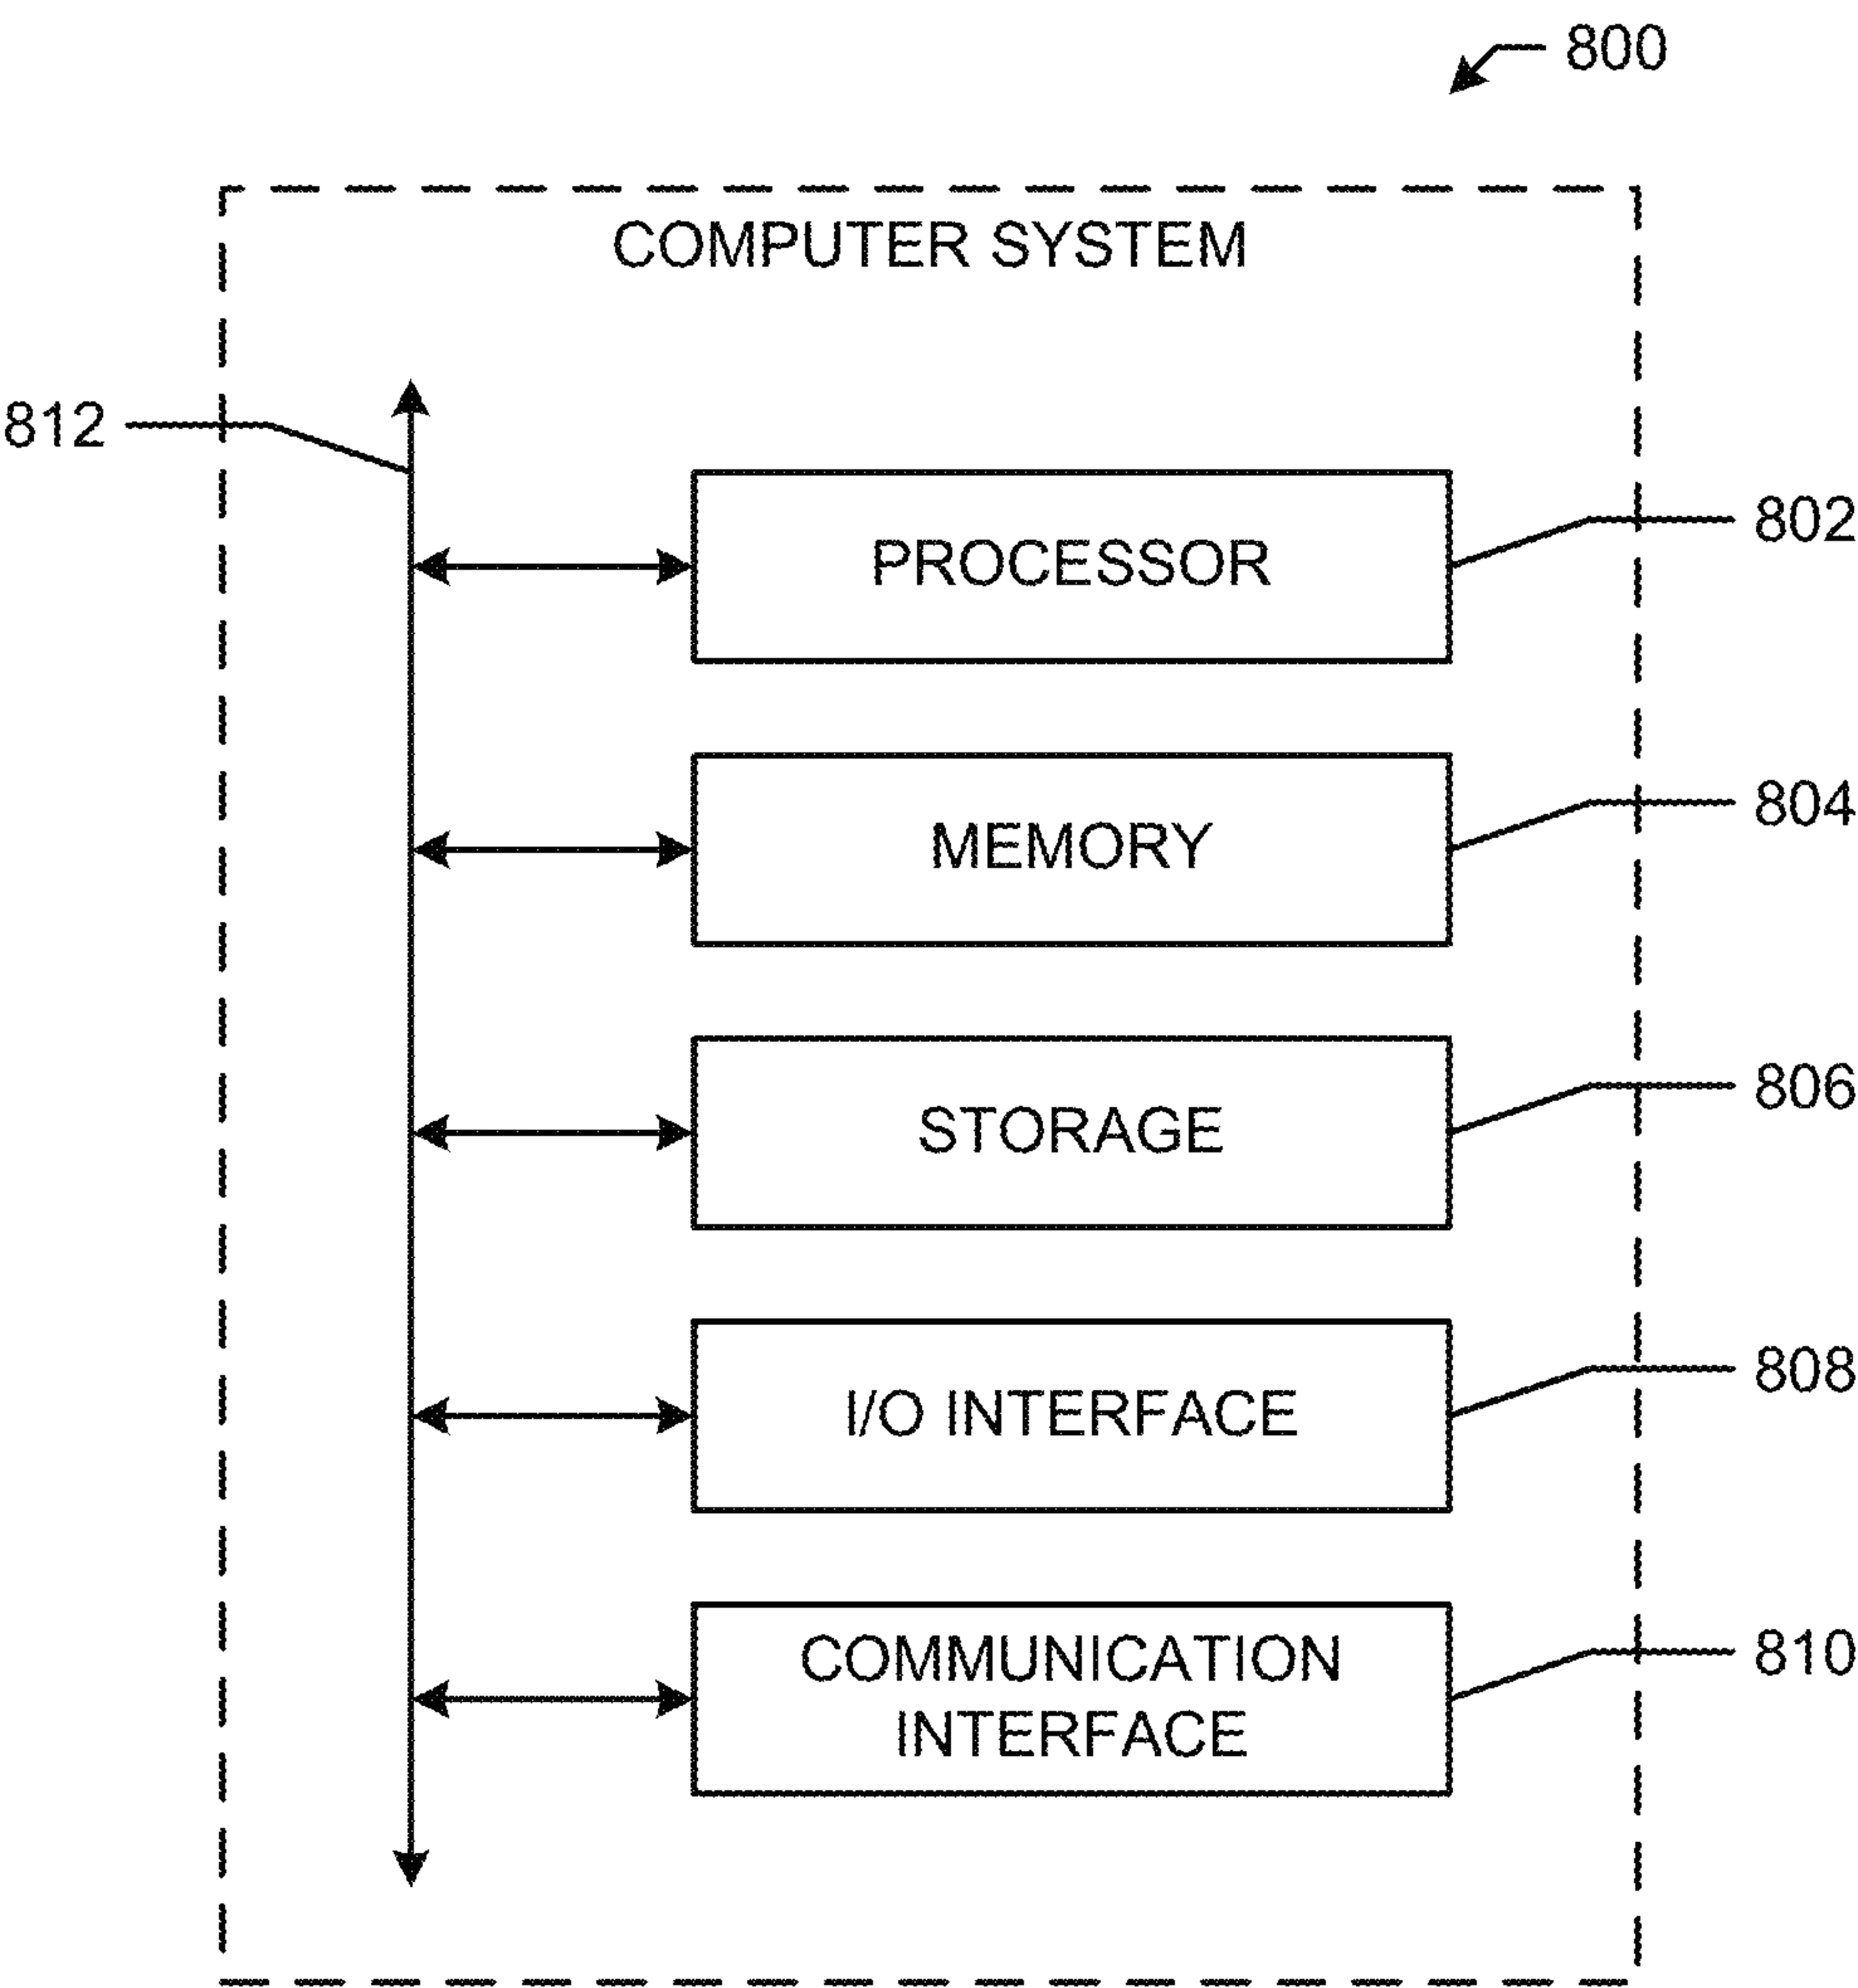 800
COMPUTER SYSTEM
812
PROCESSOR
802
MEMORY
804
STORAGE
806
I/O INTERFACE
808
COMMUNICATION
INTERFACE
810